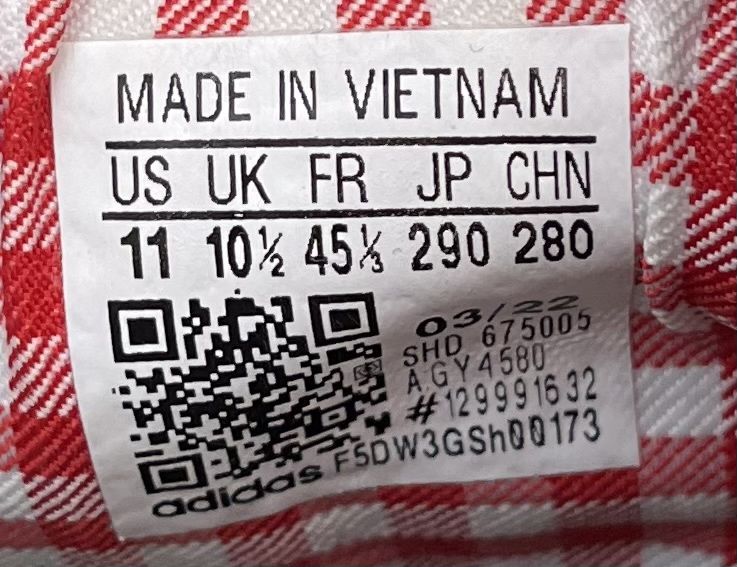 MADE IN VIETNAM
US UK FR JP CHN
11 10½ 45⅓ 290 280
03/22
SHD 675005
A GY4580
#129991632
F5DW3GSh00173
adidas